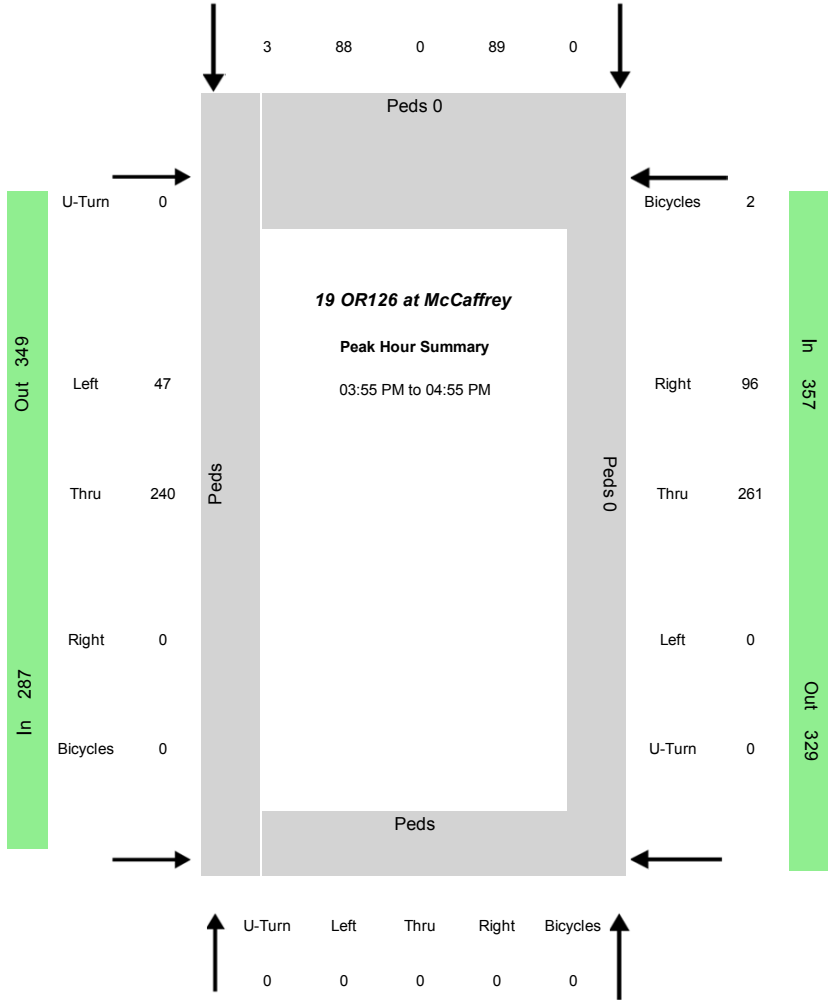 3 88 0 89 0
Peds 0
U-Turn 0
Bicycles 2
19 OR126 at McCaffrey
Peak Hour Summary
03:55 PM to 04:55 PM
Out 349
Left 47
Right 96
In 357
Thru 240
Peds
Peds 0
Thru 261
Right 0
Left 0
In 287
Out 329
Bicycles 0
U-Turn 0
Peds
U-Turn Left Thru Right Bicycles
0 0 0 0 0